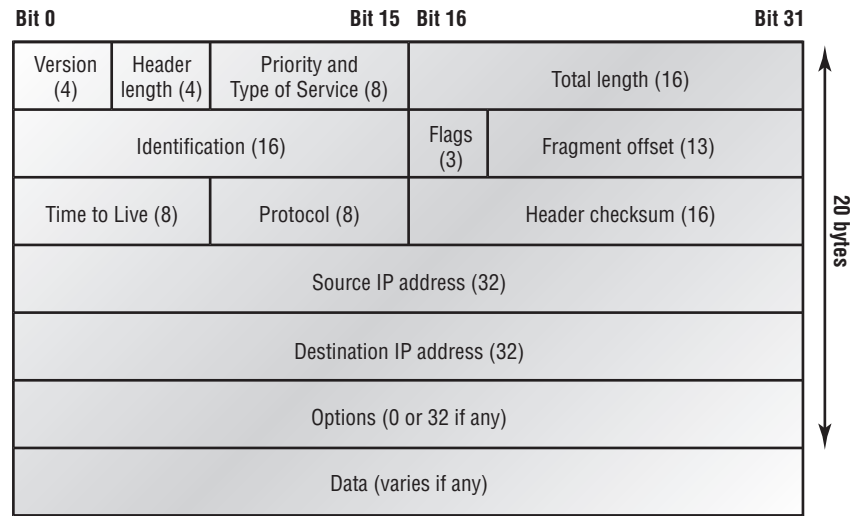 Bit 0 Bit 15 Bit 16 Bit 31
Version (4) Header length (4) Priority and Type of Service (8) Total length (16)
Identification (16) Flags (3) Fragment offset (13)
Time to Live (8) Protocol (8) Header checksum (16)
Source IP address (32)
Destination IP address (32)
Options (0 or 32 if any)
Data (varies if any)
20 bytes